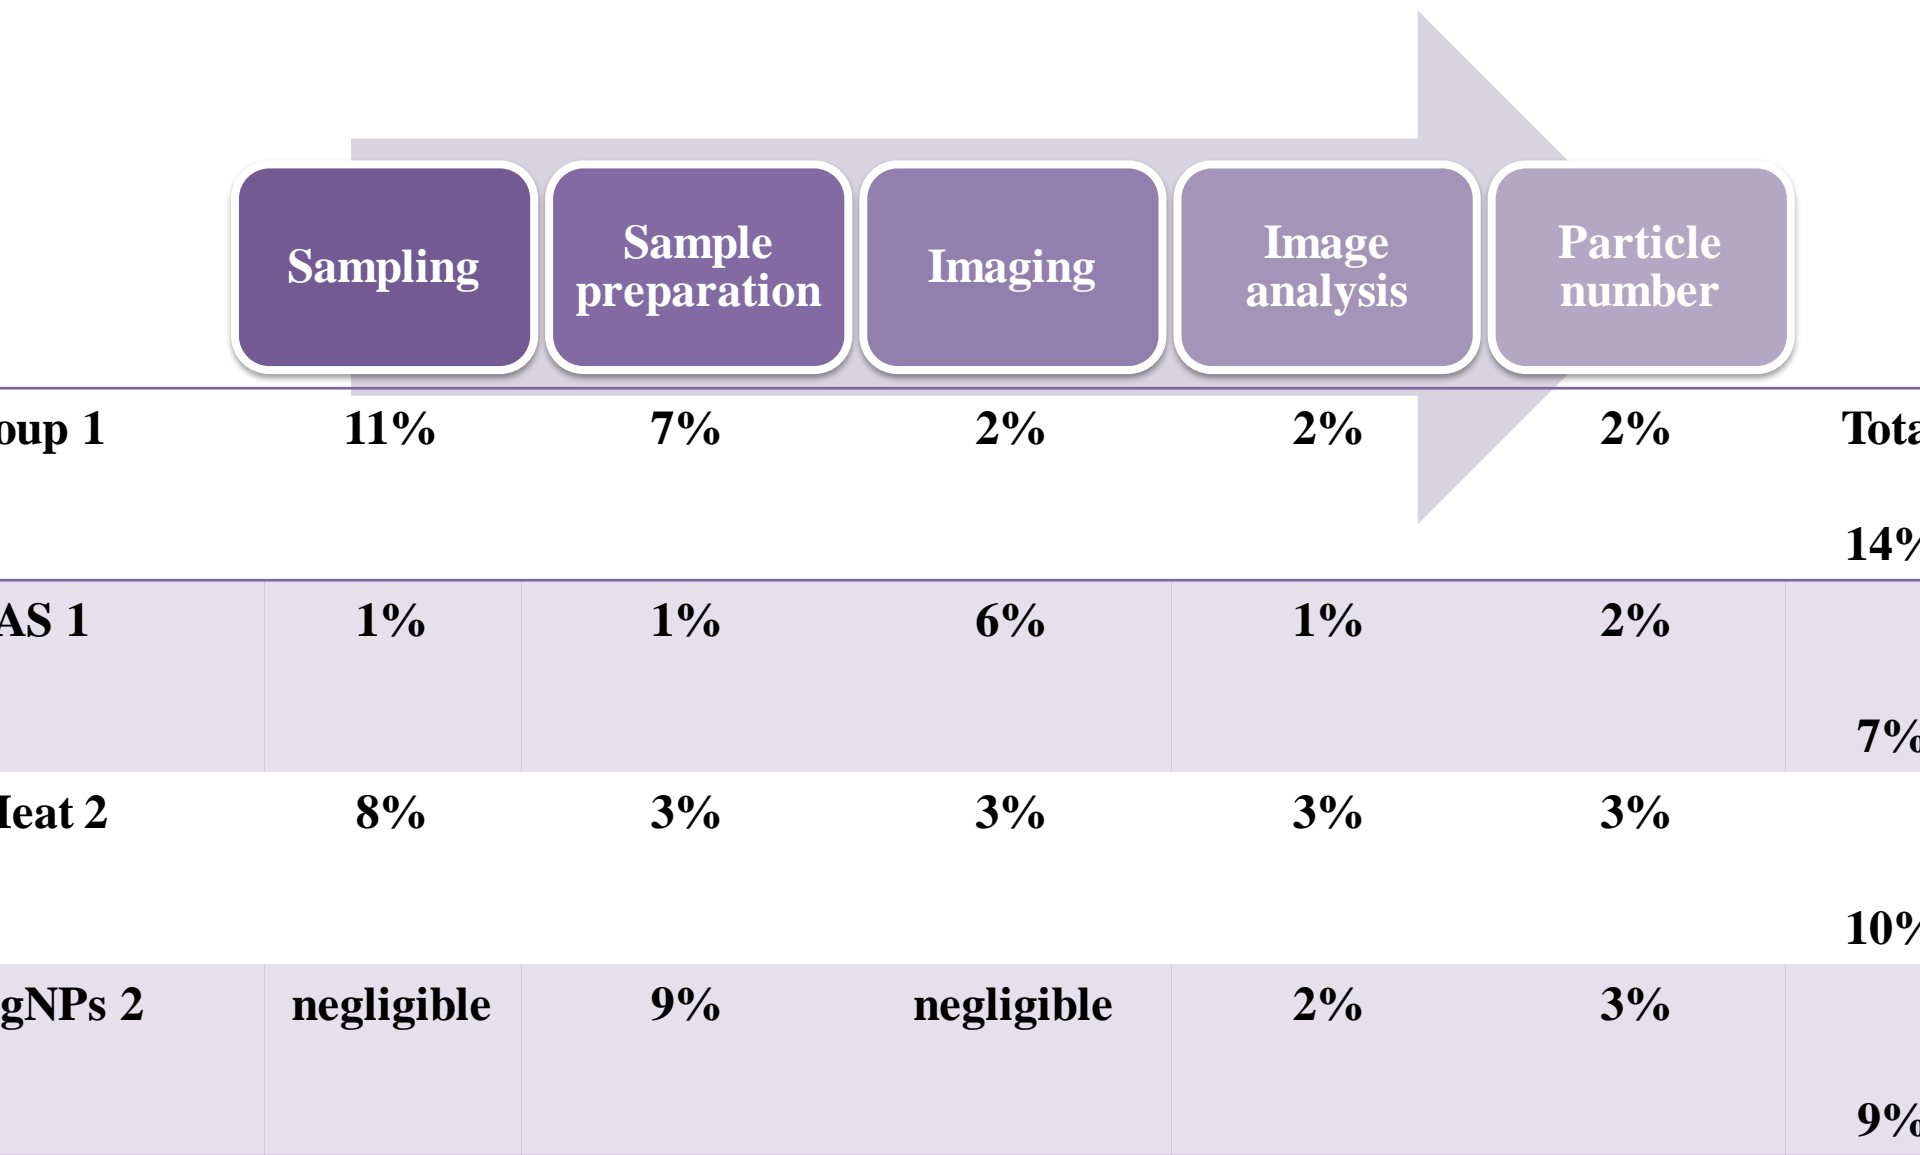 Sampling
Sample
preparation
Imaging
Image
analysis
Particle
number
oup 1 11% 7% 2% 2% 2% Tota
14%
AS 1 1% 1% 6% 1% 2%
7%
eat 2 8% 3% 3% 3% 3%
10%
gNPs 2 negligible 9% negligible 2% 3%
9%